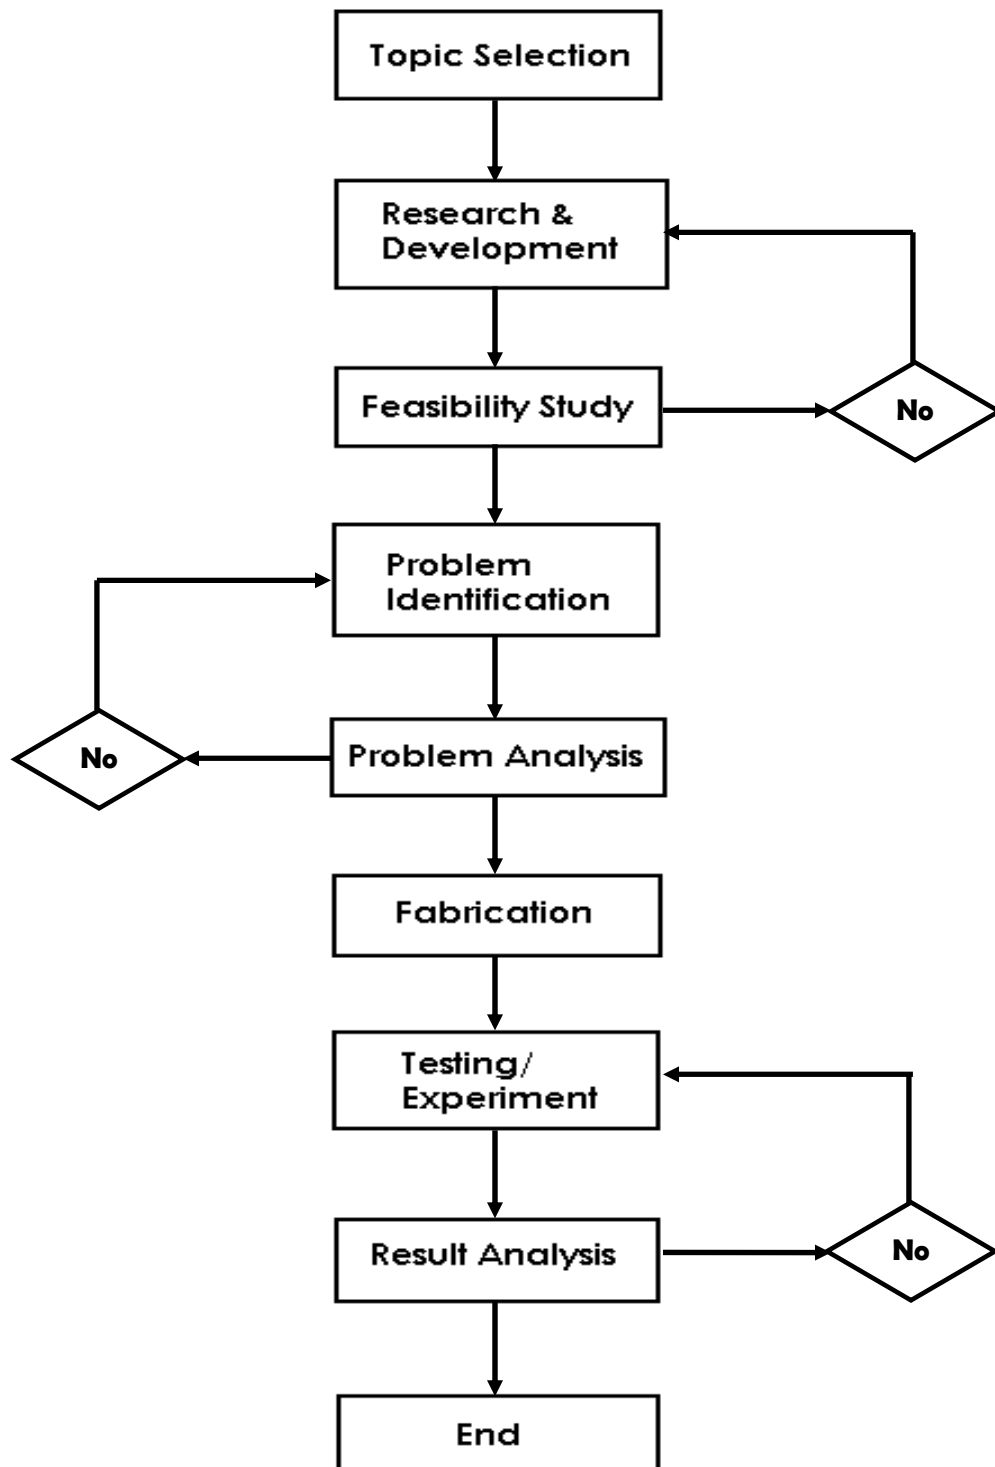 Topic Selection
Research &
Development
Feasibility Study
No
Problem
Identification
Problem Analysis
No
Fabrication
Testing/
Experiment
Result Analysis
No
End